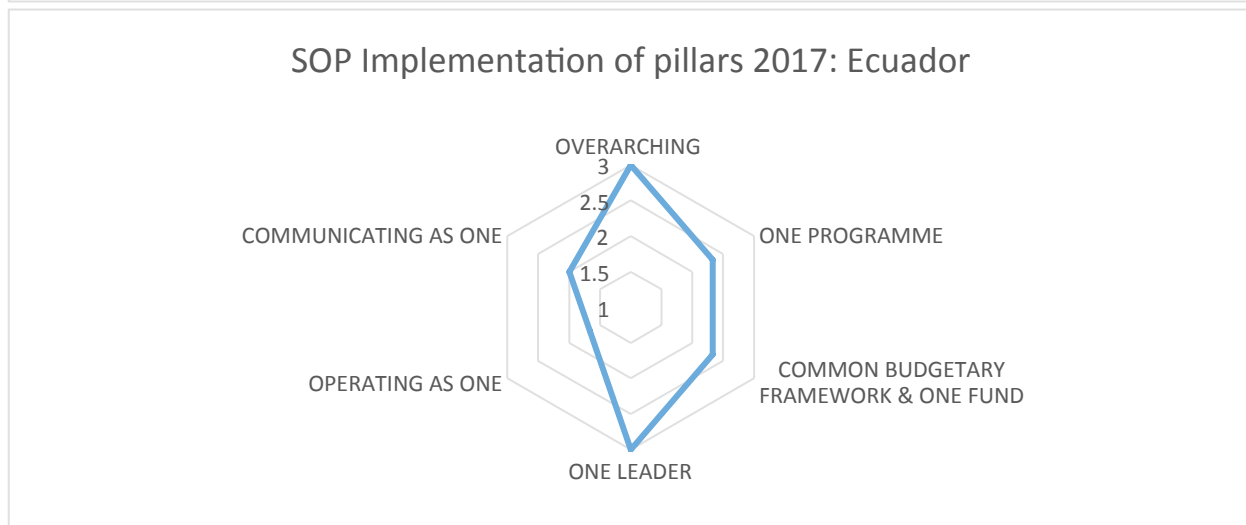 SOP Implementation of pillars 2017: Ecuador
OVERARCHING
3
2.5
2
1.5
1
COMMUNICATING AS ONE
ONE PROGRAMME
OPERATING AS ONE
COMMON BUDGETARY
FRAMEWORK & ONE FUND
ONE LEADER